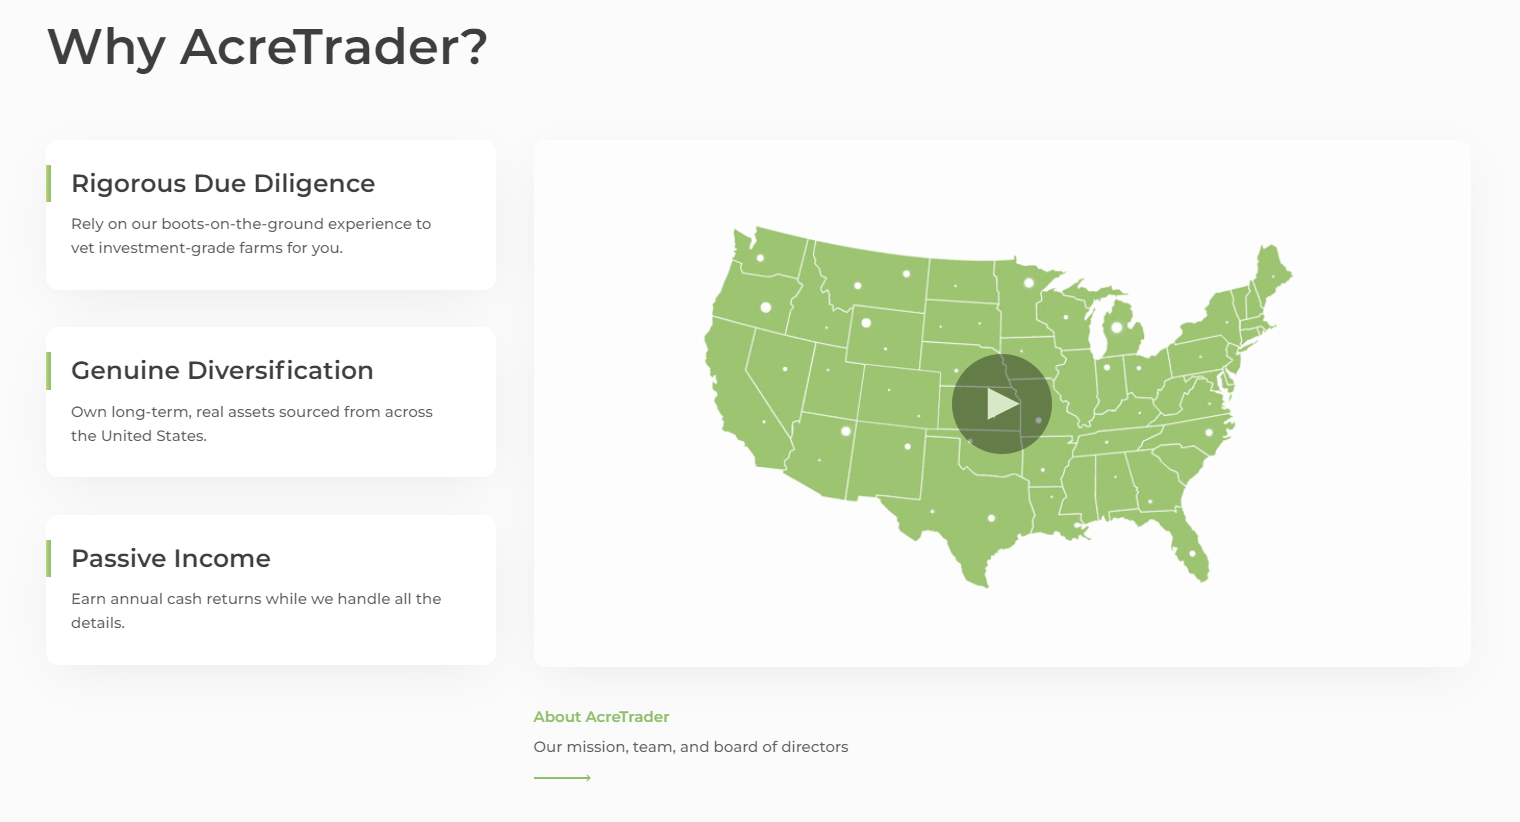 Why AcreTrader?
Rigorous Due Diligence
Rely on our boots-on-the-ground experience to
vet investment-grade farms for you.
Genuine Diversification
Own long-term, real assets sourced from across
the United States.
Passive Income
Earn annual cash returns while we handle all the
details.
About AcreTrader
Our mission, team, and board of directors